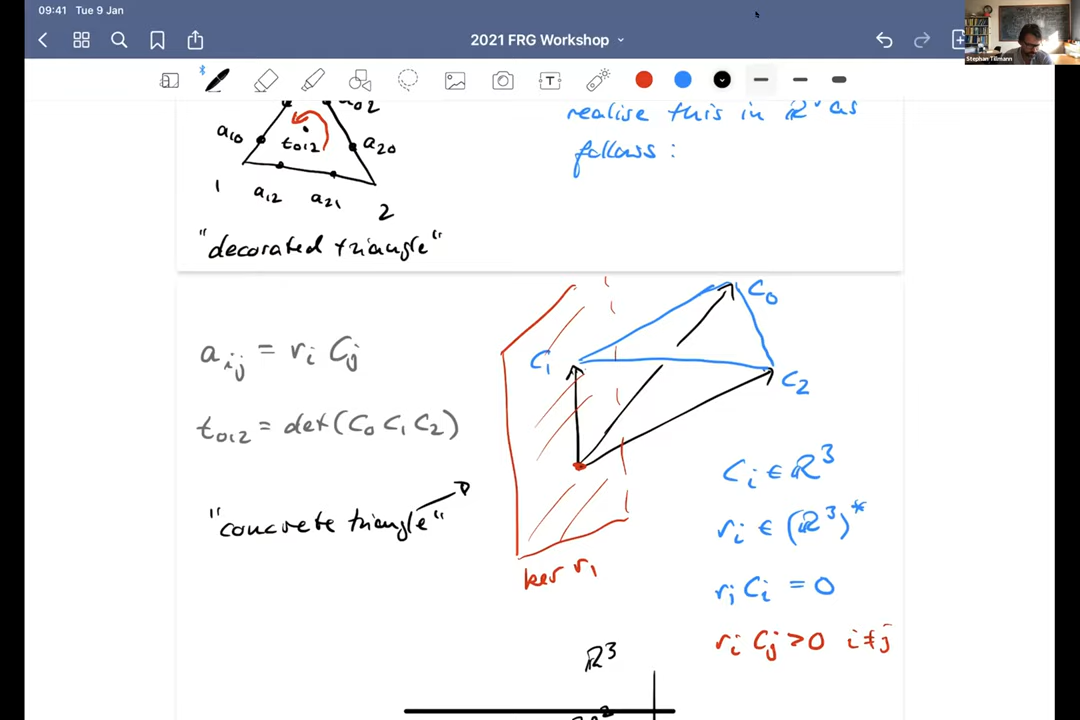 09:41 Tue 9 Jan
2021 FRG Workshop
Stephan Tillmann
a02
a10
t012
a20
1
a12
a21
2
"decorated triangle"
realise this in
as
follows :
C0
C1
C2
aij = ri Cj
t012 = det(C0 C1 C2)
"concrete triangle"
Ci ∈ ℝ³
ri ∈ (ℝ³)*
ri Ci = 0
ri Cj > 0 i≠j
ker r1
ℝ³